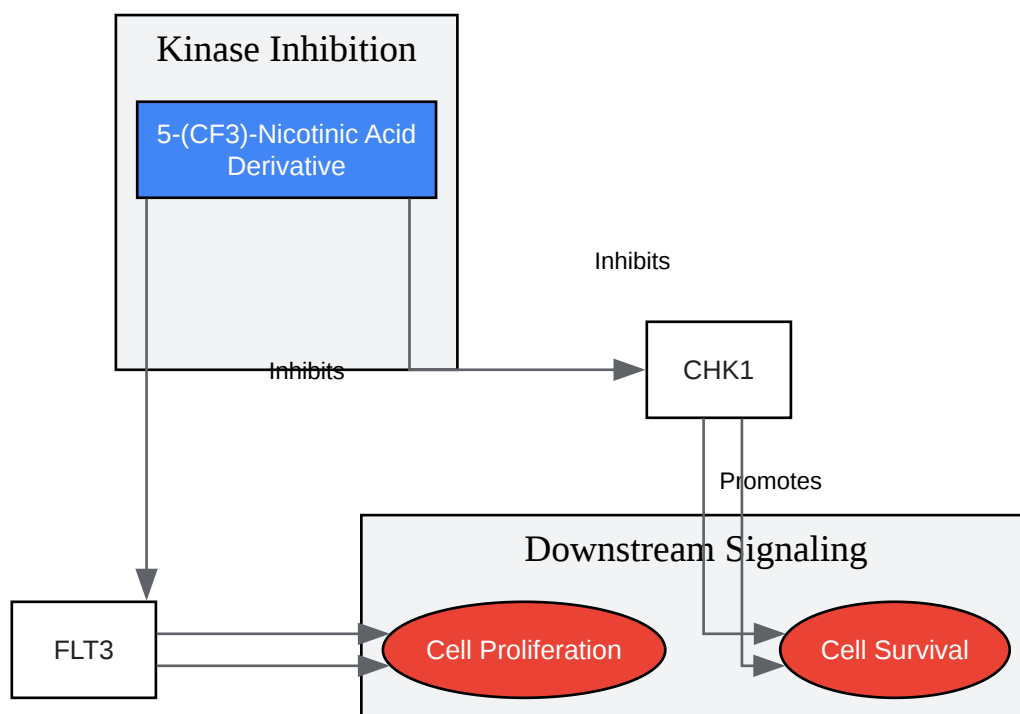 Kinase Inhibition
5-(CF3)-Nicotinic Acid
Derivative
Inhibits
Inhibits
CHK1
Promotes
Downstream Signaling
FLT3
Cell Proliferation
Cell Survival